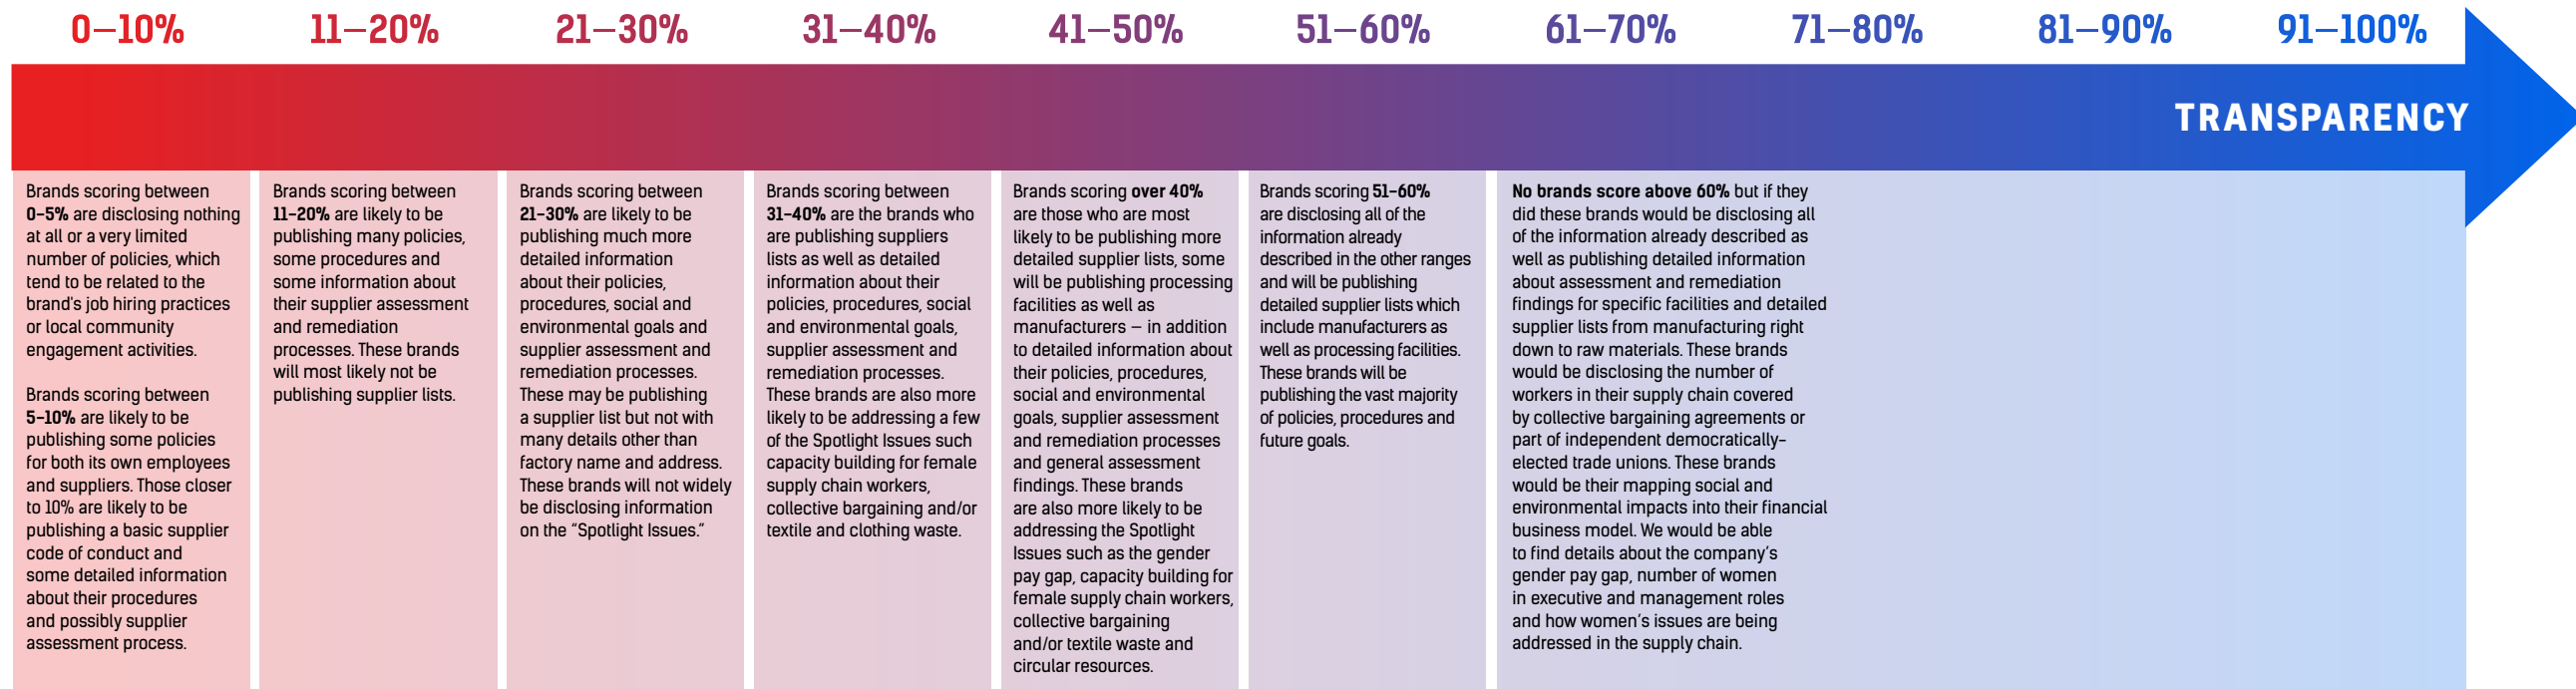 0–10%
11–20%
21–30%
31–40%
41–50%
51–60%
61–70%
71–80%
81–90%
91–100%
TRANSPARENCY
Brands scoring between
0-5% are disclosing nothing
at all or a very limited
number of policies, which
tend to be related to the
brand's job hiring practices
or local community
engagement activities.
Brands scoring between
5-10% are likely to be
publishing some policies
for both its own employees
and suppliers. Those closer
to 10% are likely to be
publishing a basic supplier
code of conduct and
some detailed information
about their procedures
and possibly supplier
assessment process.
Brands scoring between
11-20% are likely to be
publishing many policies,
some procedures and
some information about
their supplier assessment
and remediation
processes. These brands
will most likely not be
publishing supplier lists.
Brands scoring between
21-30% are likely to be
publishing much more
detailed information
about their policies,
procedures, social and
environmental goals and
supplier assessment and
remediation processes.
These may be publishing
a supplier list but not with
many details other than
factory name and address.
These brands will not widely
be disclosing information
on the "Spotlight Issues."
Brands scoring between
31-40% are the brands who
are publishing suppliers
lists as well as detailed
information about their
policies, procedures, social
and environmental goals,
supplier assessment and
remediation processes.
These brands are also more
likely to be addressing a few
of the Spotlight Issues such
capacity building for female
supply chain workers,
collective bargaining and/or
textile and clothing waste.
Brands scoring over 40%
are those who are most
likely to be publishing more
detailed supplier lists, some
will be publishing processing
facilities as well as
manufacturers – in addition
to detailed information about
their policies, procedures,
social and environmental
goals, supplier assessment
and remediation processes
and general assessment
findings. These brands
are also more likely to be
addressing the Spotlight
Issues such as the gender
pay gap, capacity building for
female supply chain workers,
collective bargaining
and/or textile waste and
circular resources.
Brands scoring 51-60%
are disclosing all of the
information already
described in the other ranges
and will be publishing
detailed supplier lists which
include manufacturers as
well as processing facilities.
These brands will be
publishing the vast majority
of policies, procedures and
future goals.
No brands score above 60% but if they
did these brands would be disclosing all
of the information already described as
well as publishing detailed information
about assessment and remediation
findings for specific facilities and detailed
supplier lists from manufacturing right
down to raw materials. These brands
would be disclosing the number of
workers in their supply chain covered
by collective bargaining agreements or
part of independent democratically-
elected trade unions. These brands
would be their mapping social and
environmental impacts into their financial
business model. We would be able
to find details about the company's
gender pay gap, number of women
in executive and management roles
and how women's issues are being
addressed in the supply chain.